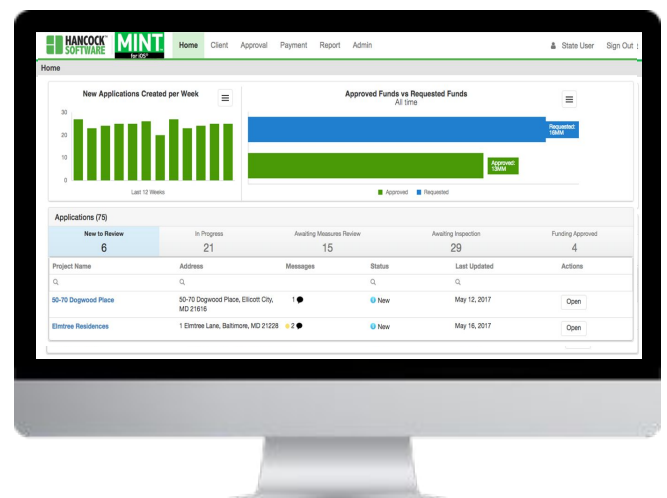 HANCOCK
SOFTWARE
MINT
for iOS
Home Client Approval Payment Report Admin
State User Sign Out
Home
New Applications Created per Week
30
20
10
0
Last 12 Weeks
Approved Funds vs Requested Funds
All time
Requested:
16MM
Approved:
13MM
Approved Requested
Applications (75)
New to Review In Progress Awaiting Measures Review Awaiting Inspection Funding Approved
6 21 15 29 4
Project Name Address Messages Status Last Updated Actions
50-70 Dogwood Place 50-70 Dogwood Place, Ellicott City, 1 New May 12, 2017 Open
MD 21616
Elmtree Residences 1 Elmtree Lane, Baltimore, MD 21228 2 New May 16, 2017 Open